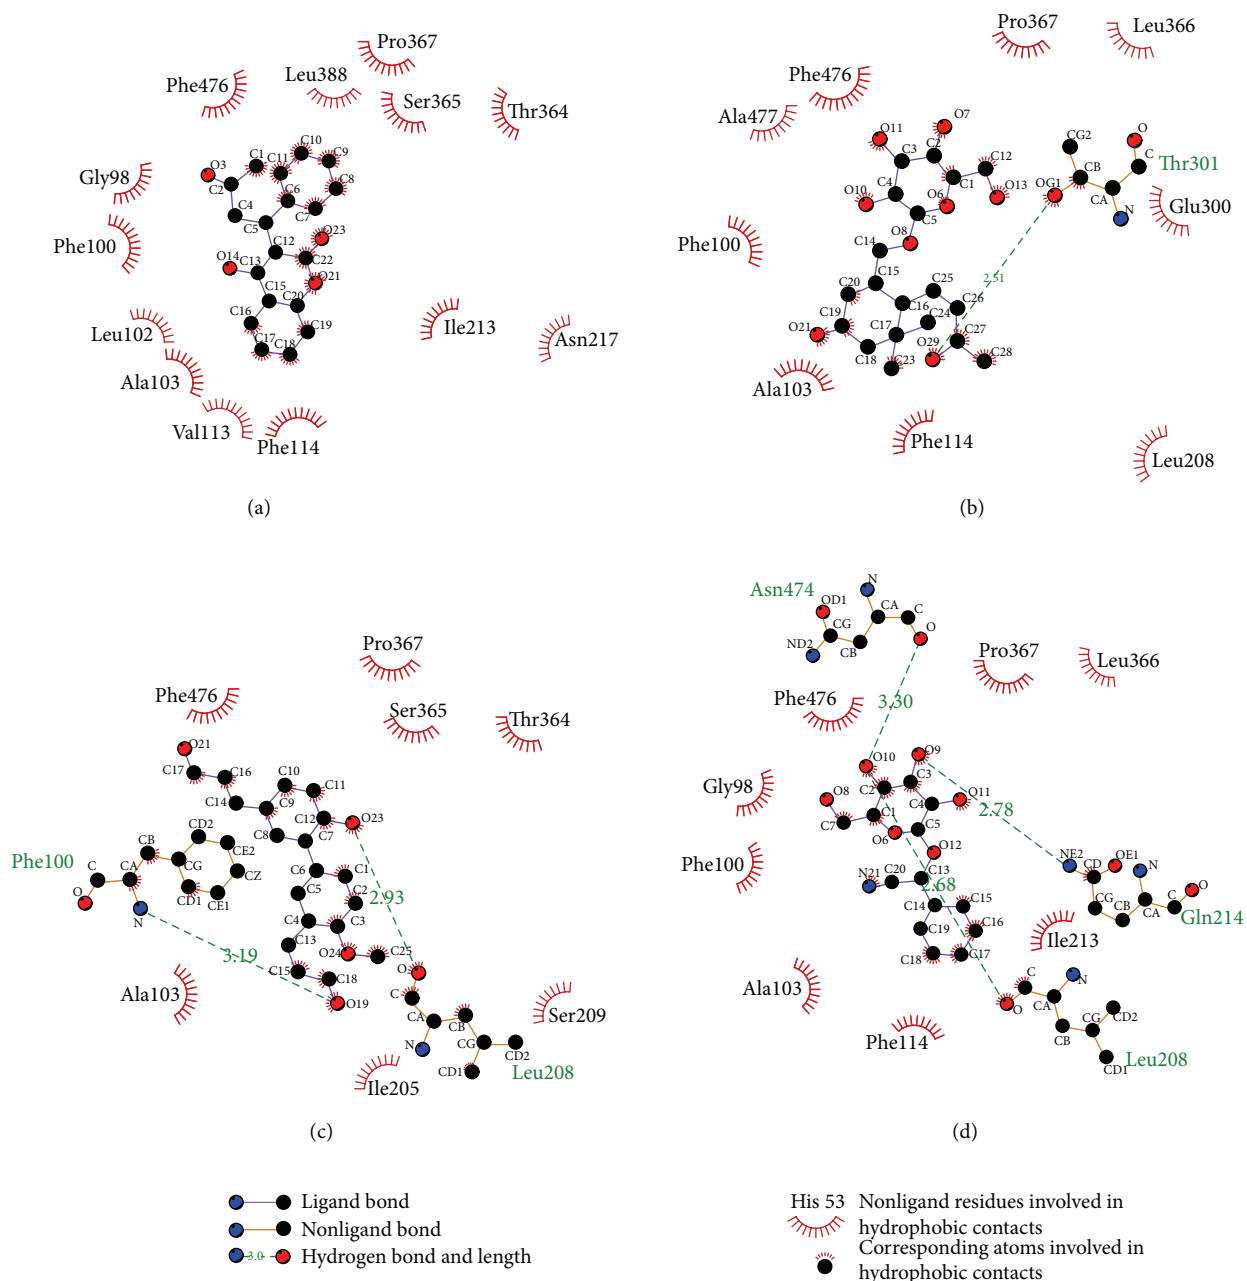 Pro367
Leu388
Phe476
Ser365
Thr364
Gly98
Phe100
Leu102
Ala103
Val113
Phe114
Ile213
Asn217
O3
C1
C2
C4
C5
C10
C11
C9
C8
C6
C7
C12
O23
O14
C13
C22
O21
C15
C20
C16
C19
C17
C18
(a)
Pro367
Leu366
Phe476
Ala477
Phe100
Ala103
Phe114
Leu208
Thr301
Glu300
O11
O7
C3
C2
C12
C4
C1
O13
O10
O6
C5
O8
C14
C15
C20
C25
C19
C16
C26
C24
O21
C17
C27
C18
O29
C23
C28
CG2
O
CB
C
OG1
CA
N
2.51
(b)
Pro367
Phe476
Ser365
Thr364
O21
C17
C16
C10
C11
C14
C9
C12
O23
C8
C7
C6
C1
C5
C2
C4
C3
C13
O24
C25
C15
C18
O19
Phe100
CB
CD2
C
CA
CG
CE2
CZ
O
CD1
CE1
N
3.19
2.93
Ala103
O
C
CA
CB
N
CG
CD2
CD1
Leu208
Ser209
Ile205
(c)
Asn474
N
OD1
CA
C
CG
O
ND2
CB
Pro367
Leu366
Phe476
3.30
Gly98
O10
O9
C3
O8
C2
O11
C1
C4
C7
C5
O6
O12
2.78
Phe100
N21
C20
C13
2.68
C14
C15
C19
C16
C18
C17
NE2
CD
OE1
N
O
CG
CB
CA
C
Gln214
Ile213
Ala103
Phe114
C
N
O
CA
CG
CD2
CB
CD1
Leu208
(d)
Ligand bond
Nonligand bond
3.0
Hydrogen bond and length
His 53
Nonligand residues involved in
hydrophobic contacts
Corresponding atoms involved in
hydrophobic contacts